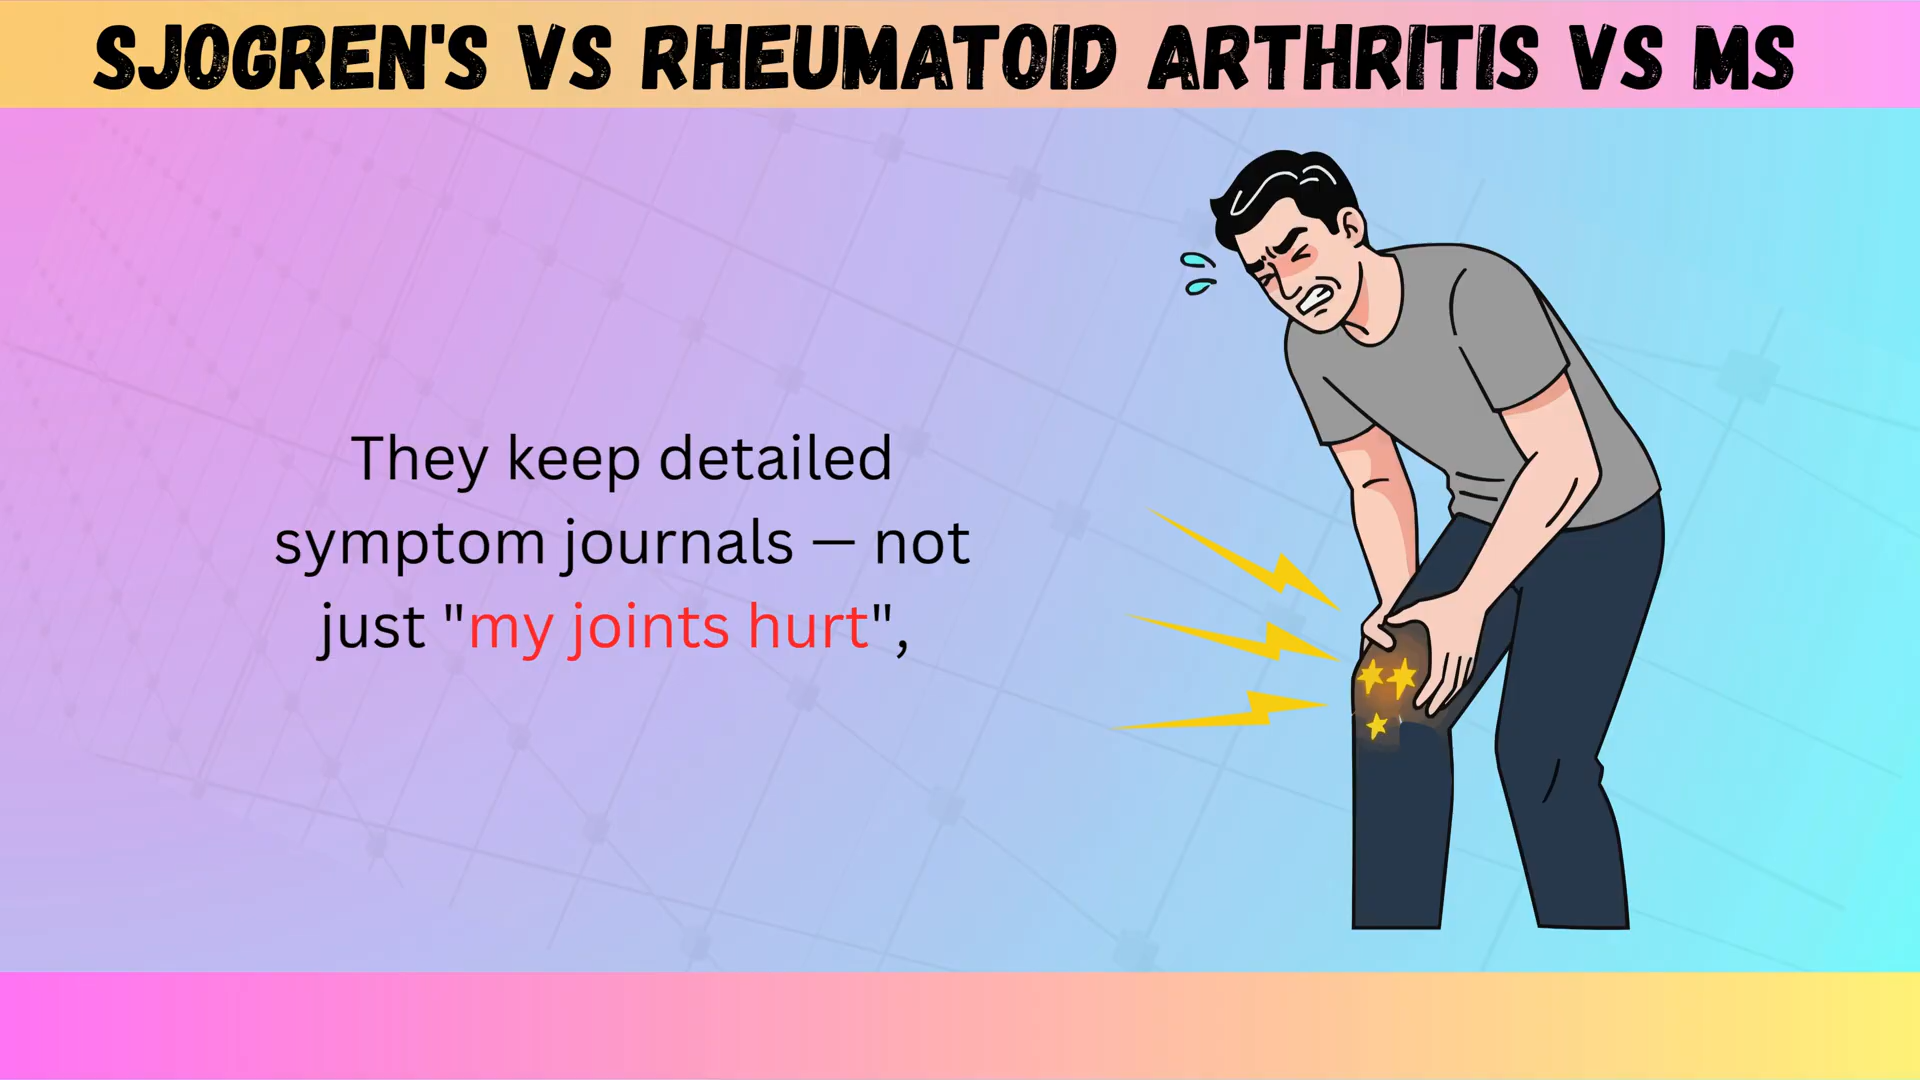 SJOGREN'S VS RHEUMATOID ARTHRITIS VS MS
They keep detailed
symptom journals — not
just "my joints hurt",